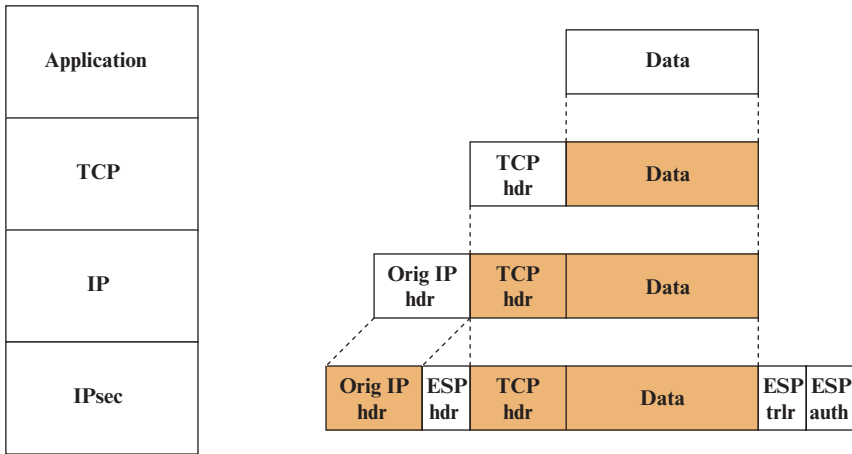 Application
Data
TCP
TCP
hdr
Data
IP
Orig IP
hdr
TCP
hdr
Data
IPsec
Orig IP
hdr
ESP
hdr
TCP
hdr
Data
ESP
trlr
ESP
auth